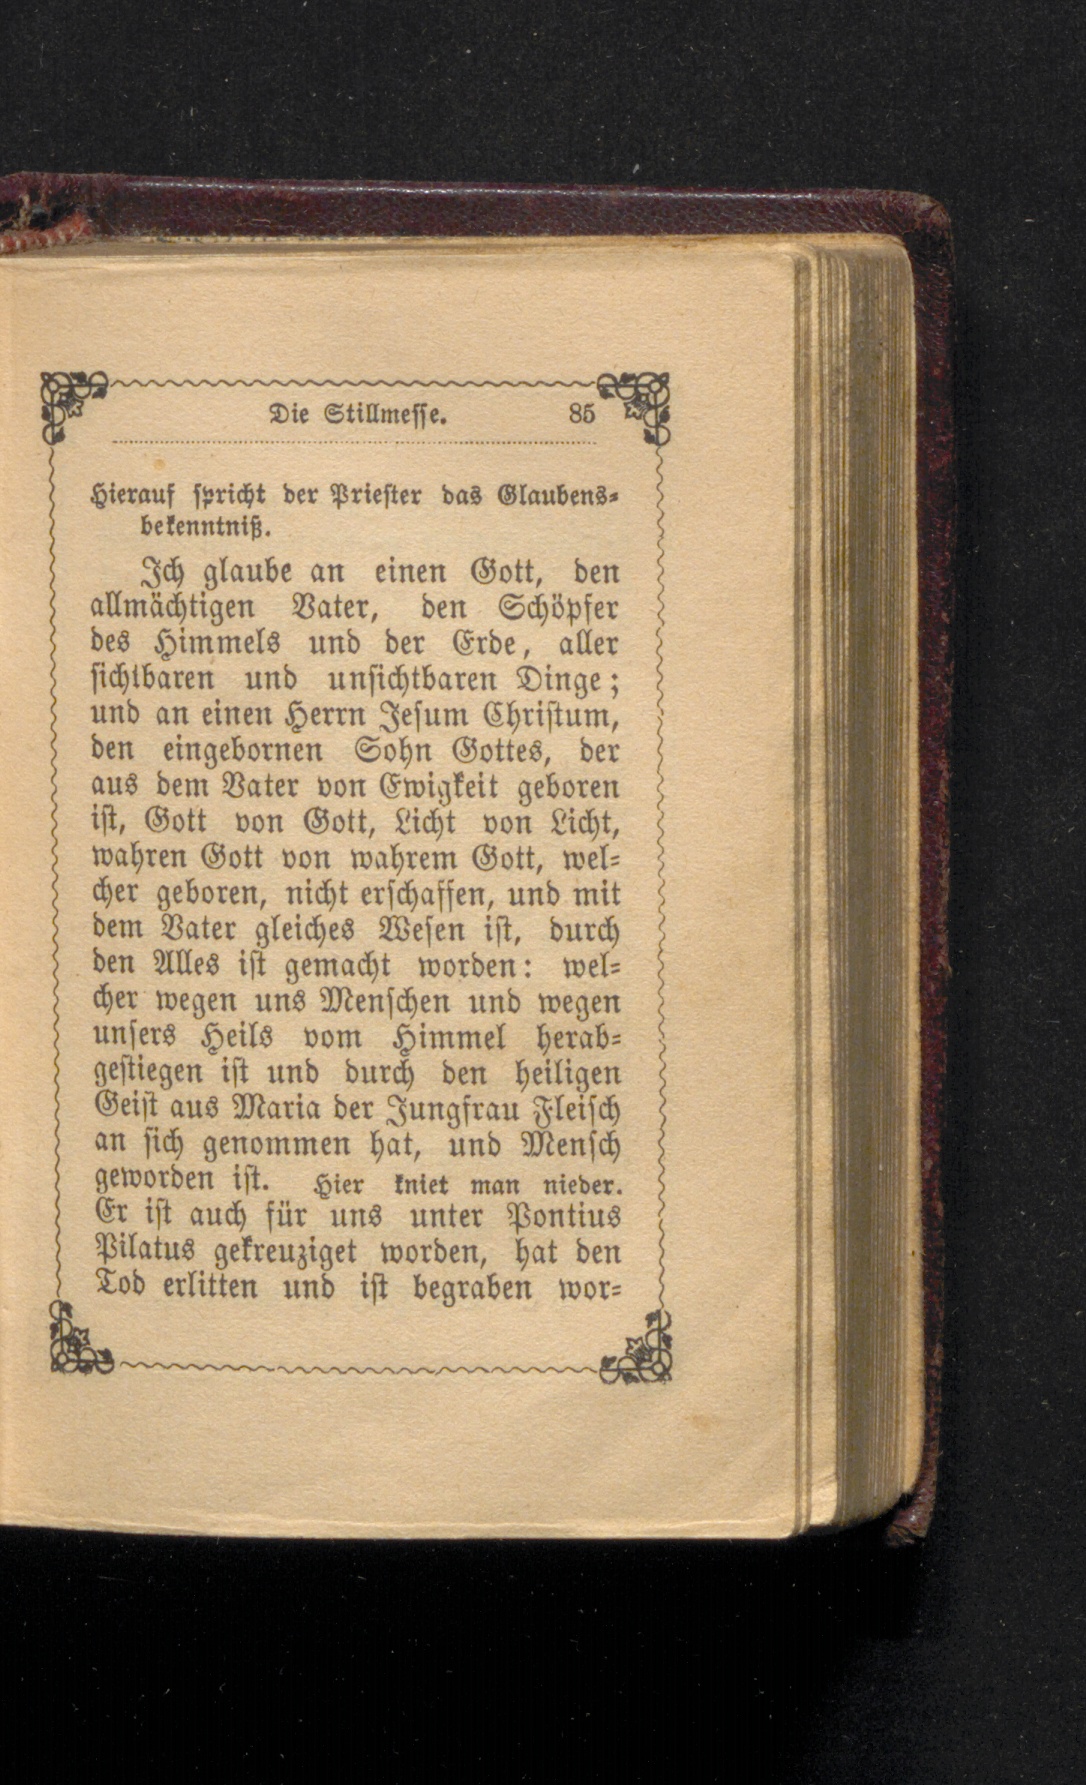 Die Stillmesse. 85
Hierauf spricht der Priester das Glaubens-
bekenntniß.
Ich glaube an einen Gott, den
allmächtigen Vater, den Schöpfer
des Himmels und der Erde, aller
sichtbaren und unsichtbaren Dinge;
und an einen Herrn Jesum Christum,
den eingebornen Sohn Gottes, der
aus dem Vater von Ewigkeit geboren
ist, Gott von Gott, Licht von Licht,
wahren Gott von wahrem Gott, wel-
cher geboren, nicht erschaffen, und mit
dem Vater gleiches Wesen ist, durch
den Alles ist gemacht worden: wel-
cher wegen uns Menschen und wegen
unsers Heils vom Himmel herab-
gestiegen ist und durch den heiligen
Geist aus Maria der Jungfrau Fleisch
an sich genommen hat, und Mensch
geworden ist. Hier kniet man nieder.
Er ist auch für uns unter Pontius
Pilatus gekreuziget worden, hat den
Tod erlitten und ist begraben wor-